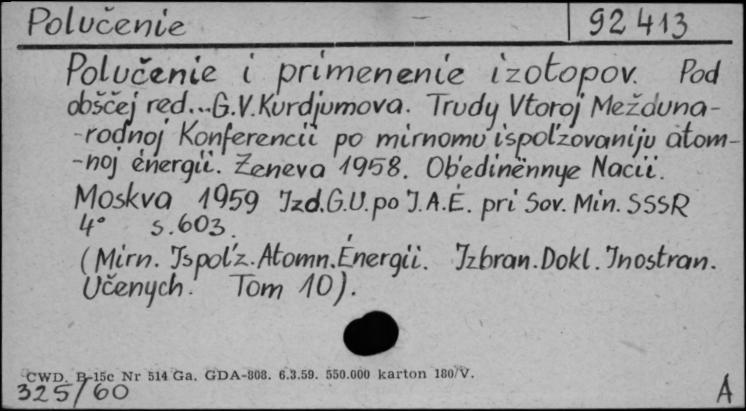 Polučenie 92413
Polučenie i primenenie izotopov. Pod
obščej red...G.V.Kurdjumova. Trudy Vtoroj Mežduna-
-rodnoj Konferencii po mirnomu ispol'zovaniju atom-
-noj ènergii. Ženeva 1958. Ob'edinënnye Nacii.
Moskva 1959 Izd.G.U.po I.A.É. pri Sov. Min. SSSR
4° s.603.
(Mirn. Ispol'z. Atomn.Énergii. Izbran.Dokl. Inostran.
Učenych. Tom 10).
CWD. B-15c Nr 514 Ga. GDA-808. 6.3.59. 550.000 karton 180/V.
325/60 A